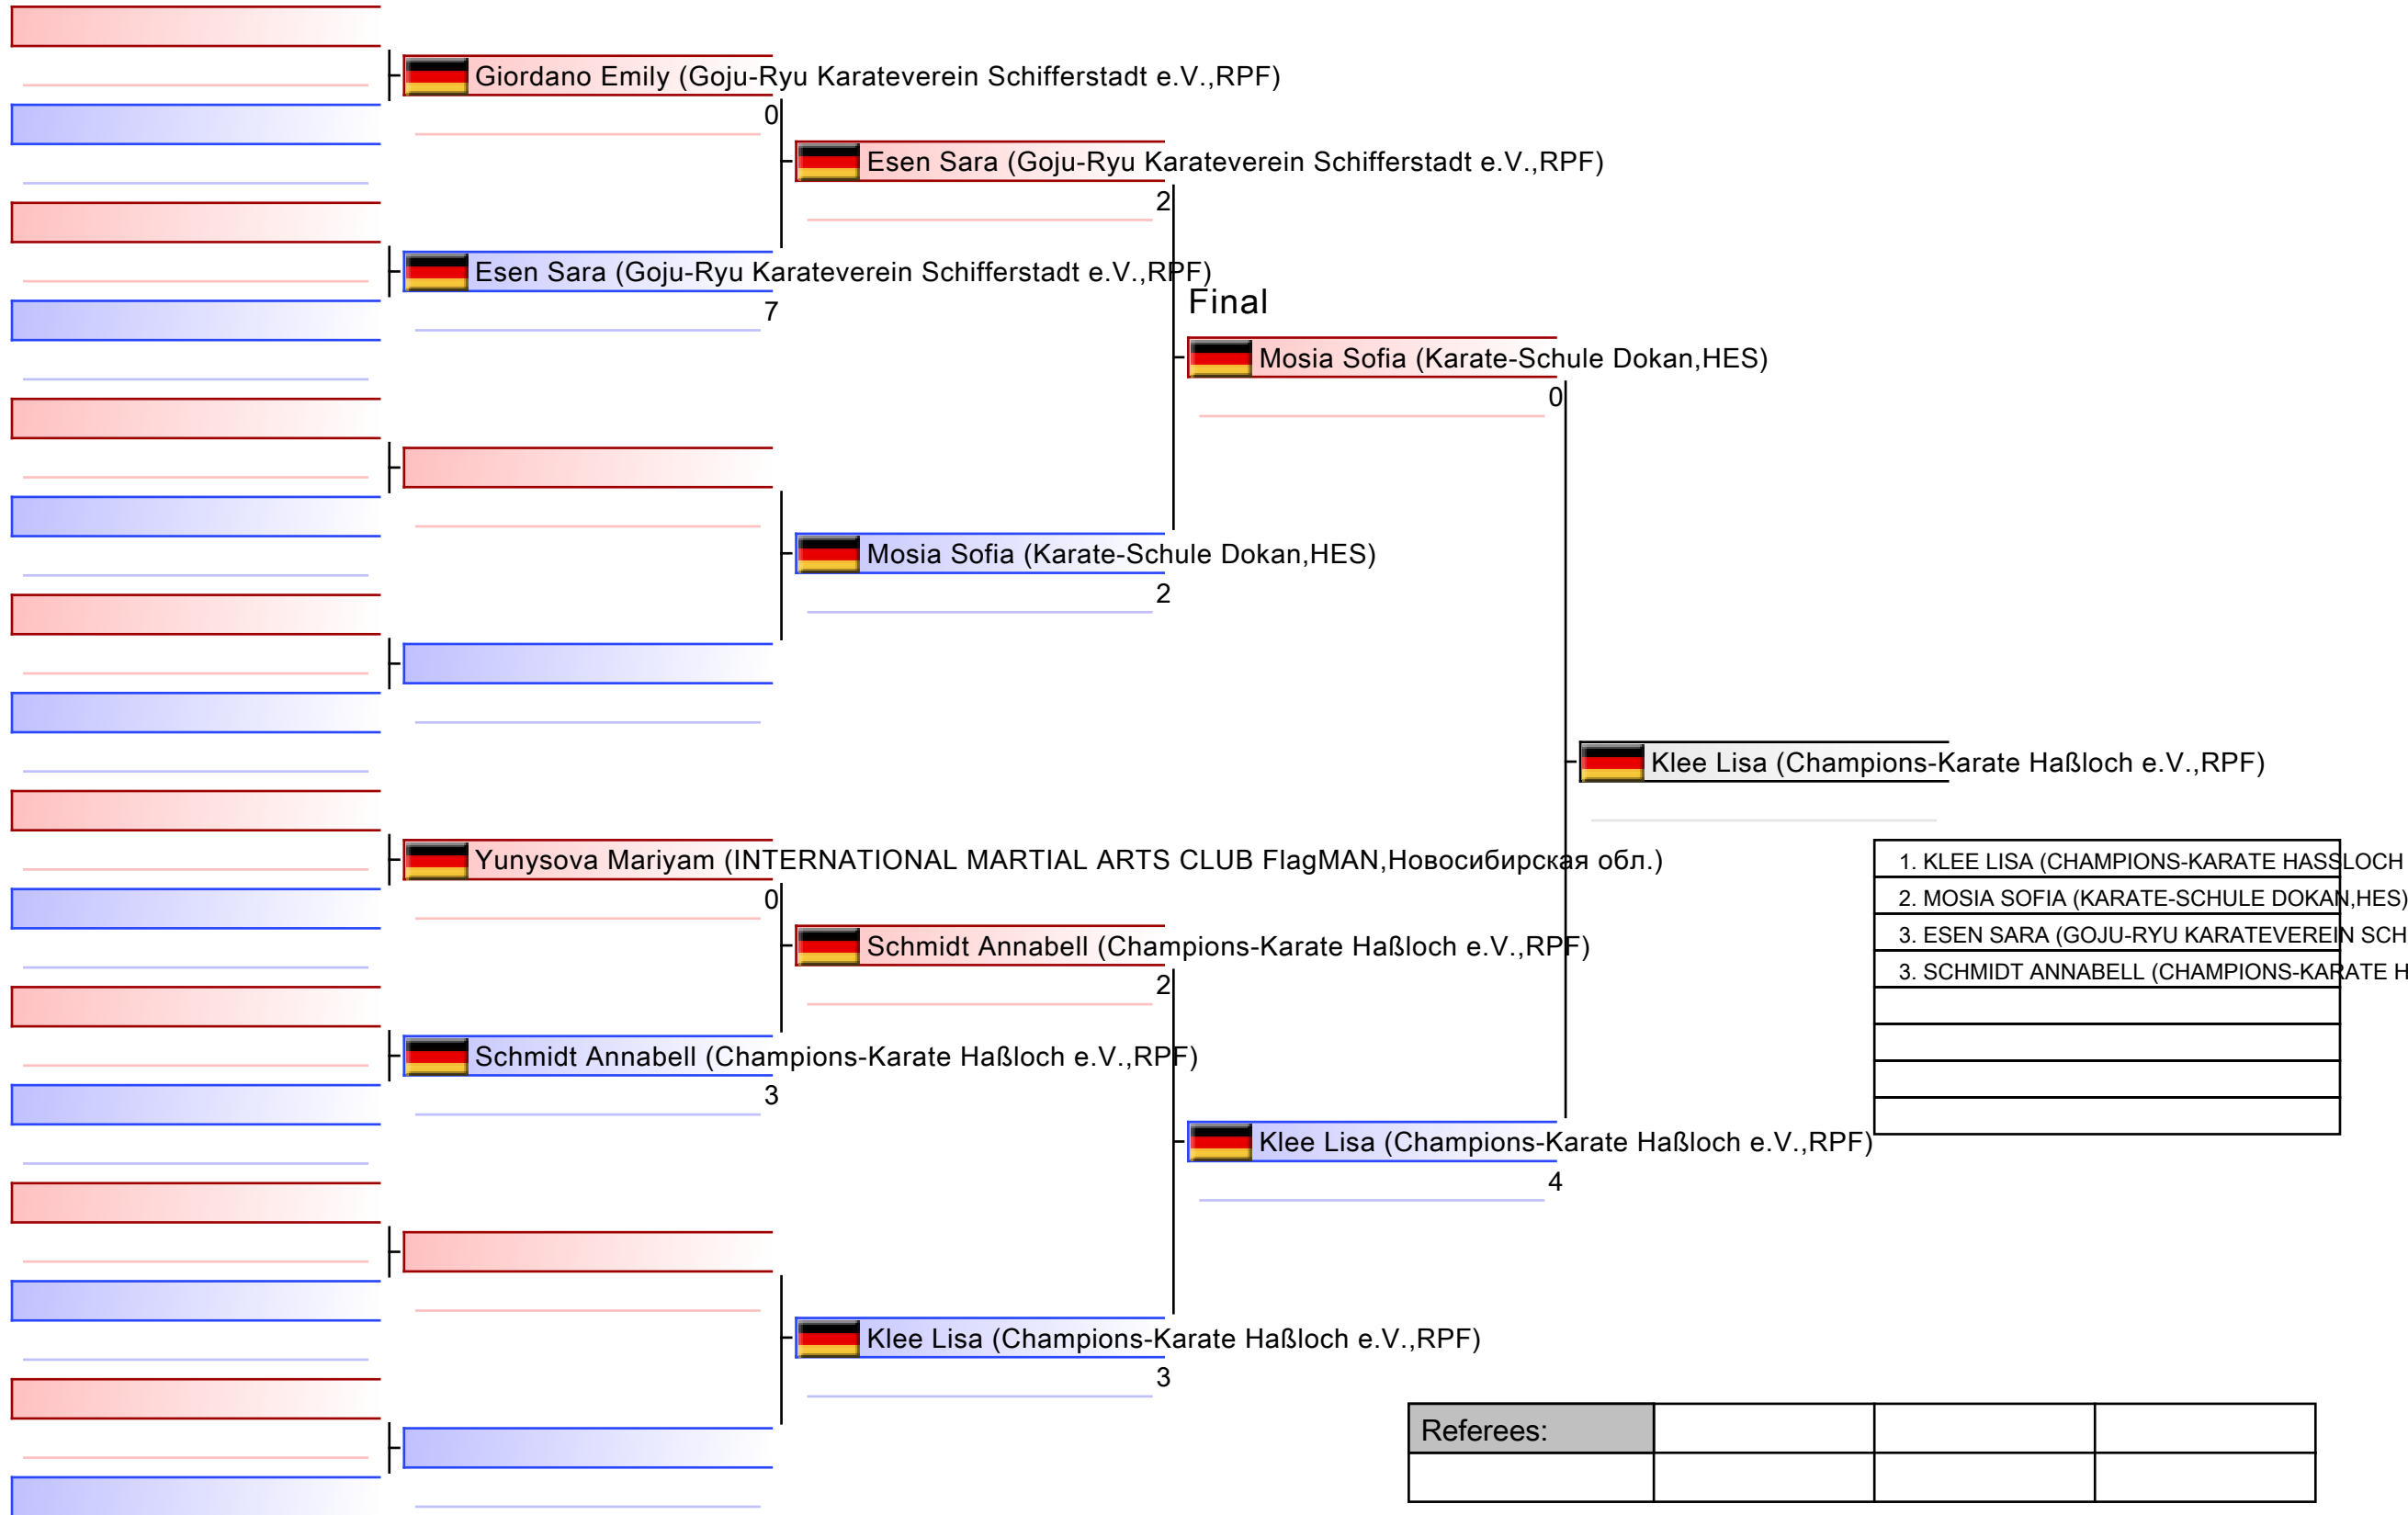 Giordano Emily (Goju-Ryu Karateverein Schifferstadt e.V.,RPF)
0
Esen Sara (Goju-Ryu Karateverein Schifferstadt e.V.,RPF)
2
Esen Sara (Goju-Ryu Karateverein Schifferstadt e.V.,RPF)
7
Final
Mosia Sofia (Karate-Schule Dokan,HES)
0
Mosia Sofia (Karate-Schule Dokan,HES)
2
Klee Lisa (Champions-Karate Haßloch e.V.,RPF)
Yunysova Mariyam (INTERNATIONAL MARTIAL ARTS CLUB FlagMAN,Новосибирская обл.)
0
1. KLEE LISA (CHAMPIONS-KARATE HASSLOCH
2. MOSIA SOFIA (KARATE-SCHULE DOKAN,HES)
3. ESEN SARA (GOJU-RYU KARATEVEREIN SCH
3. SCHMIDT ANNABELL (CHAMPIONS-KARATE H
Schmidt Annabell (Champions-Karate Haßloch e.V.,RPF)
2
Schmidt Annabell (Champions-Karate Haßloch e.V.,RPF)
3
Klee Lisa (Champions-Karate Haßloch e.V.,RPF)
4
Klee Lisa (Champions-Karate Haßloch e.V.,RPF)
3
Referees: